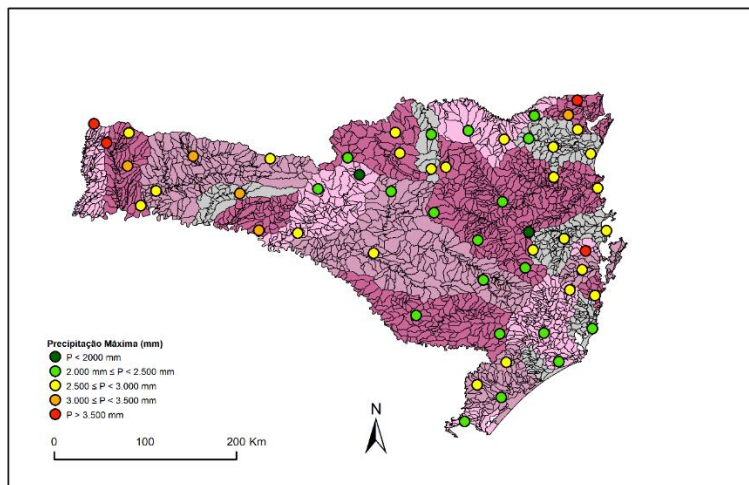 Precipitação Máxima (mm)
P < 2000 mm
2.000 mm ≤ P < 2.500 mm
2.500 ≤ P < 3.000 mm
3.000 ≤ P < 3.500 mm
P > 3.500 mm
0 100 200 Km
N